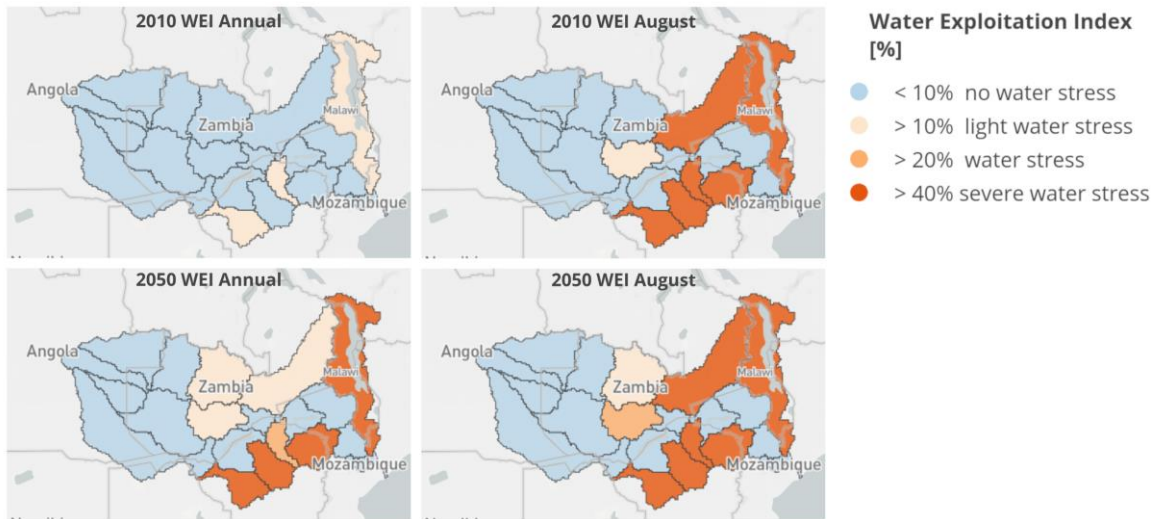 2010 WEI Annual
Angola
Zambia
Malawi
Mozambique
2010 WEI August
Angola
Zambia
Malawi
Mozambique
2050 WEI Annual
Angola
Zambia
Malawi
Mozambique
2050 WEI August
Angola
Zambia
Malawi
Mozambique
Water Exploitation Index
[%]
< 10% no water stress
> 10% light water stress
> 20% water stress
> 40% severe water stress